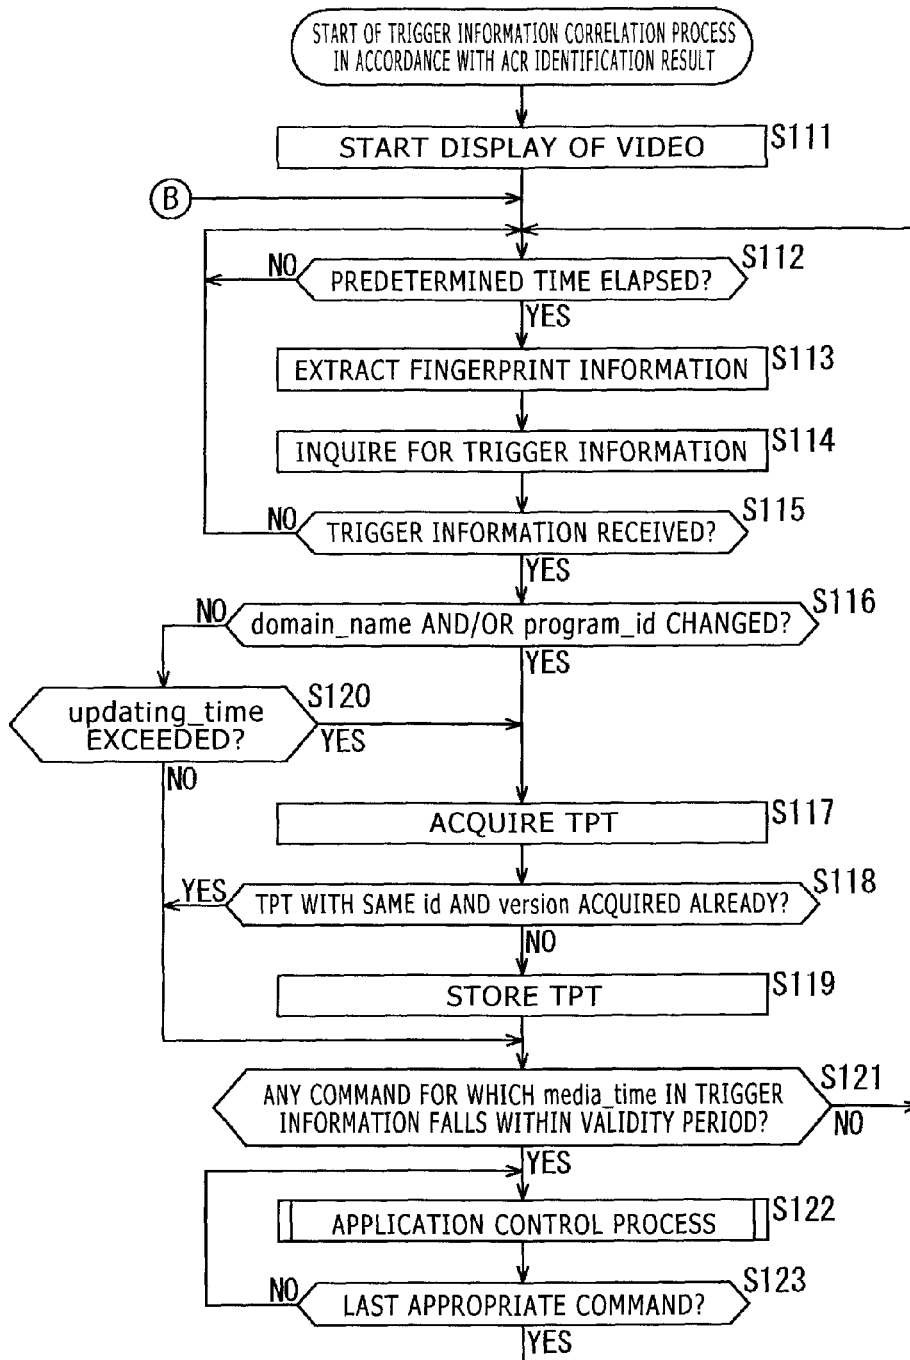 START OF TRIGGER INFORMATION CORRELATION PROCESS
IN ACCORDANCE WITH ACR IDENTIFICATION RESULT
START DISPLAY OF VIDEO
S111
B
PREDETERMINED TIME ELAPSED?
S112
NO
YES
EXTRACT FINGERPRINT INFORMATION
S113
INQUIRE FOR TRIGGER INFORMATION
S114
TRIGGER INFORMATION RECEIVED?
S115
NO
YES
domain_name AND/OR program_id CHANGED?
S116
NO
YES
updating_time
EXCEEDED?
S120
YES
NO
ACQUIRE TPT
S117
TPT WITH SAME id AND version ACQUIRED ALREADY?
S118
YES
NO
STORE TPT
S119
ANY COMMAND FOR WHICH media_time IN TRIGGER
INFORMATION FALLS WITHIN VALIDITY PERIOD?
S121
NO
YES
APPLICATION CONTROL PROCESS
S122
LAST APPROPRIATE COMMAND?
S123
NO
YES